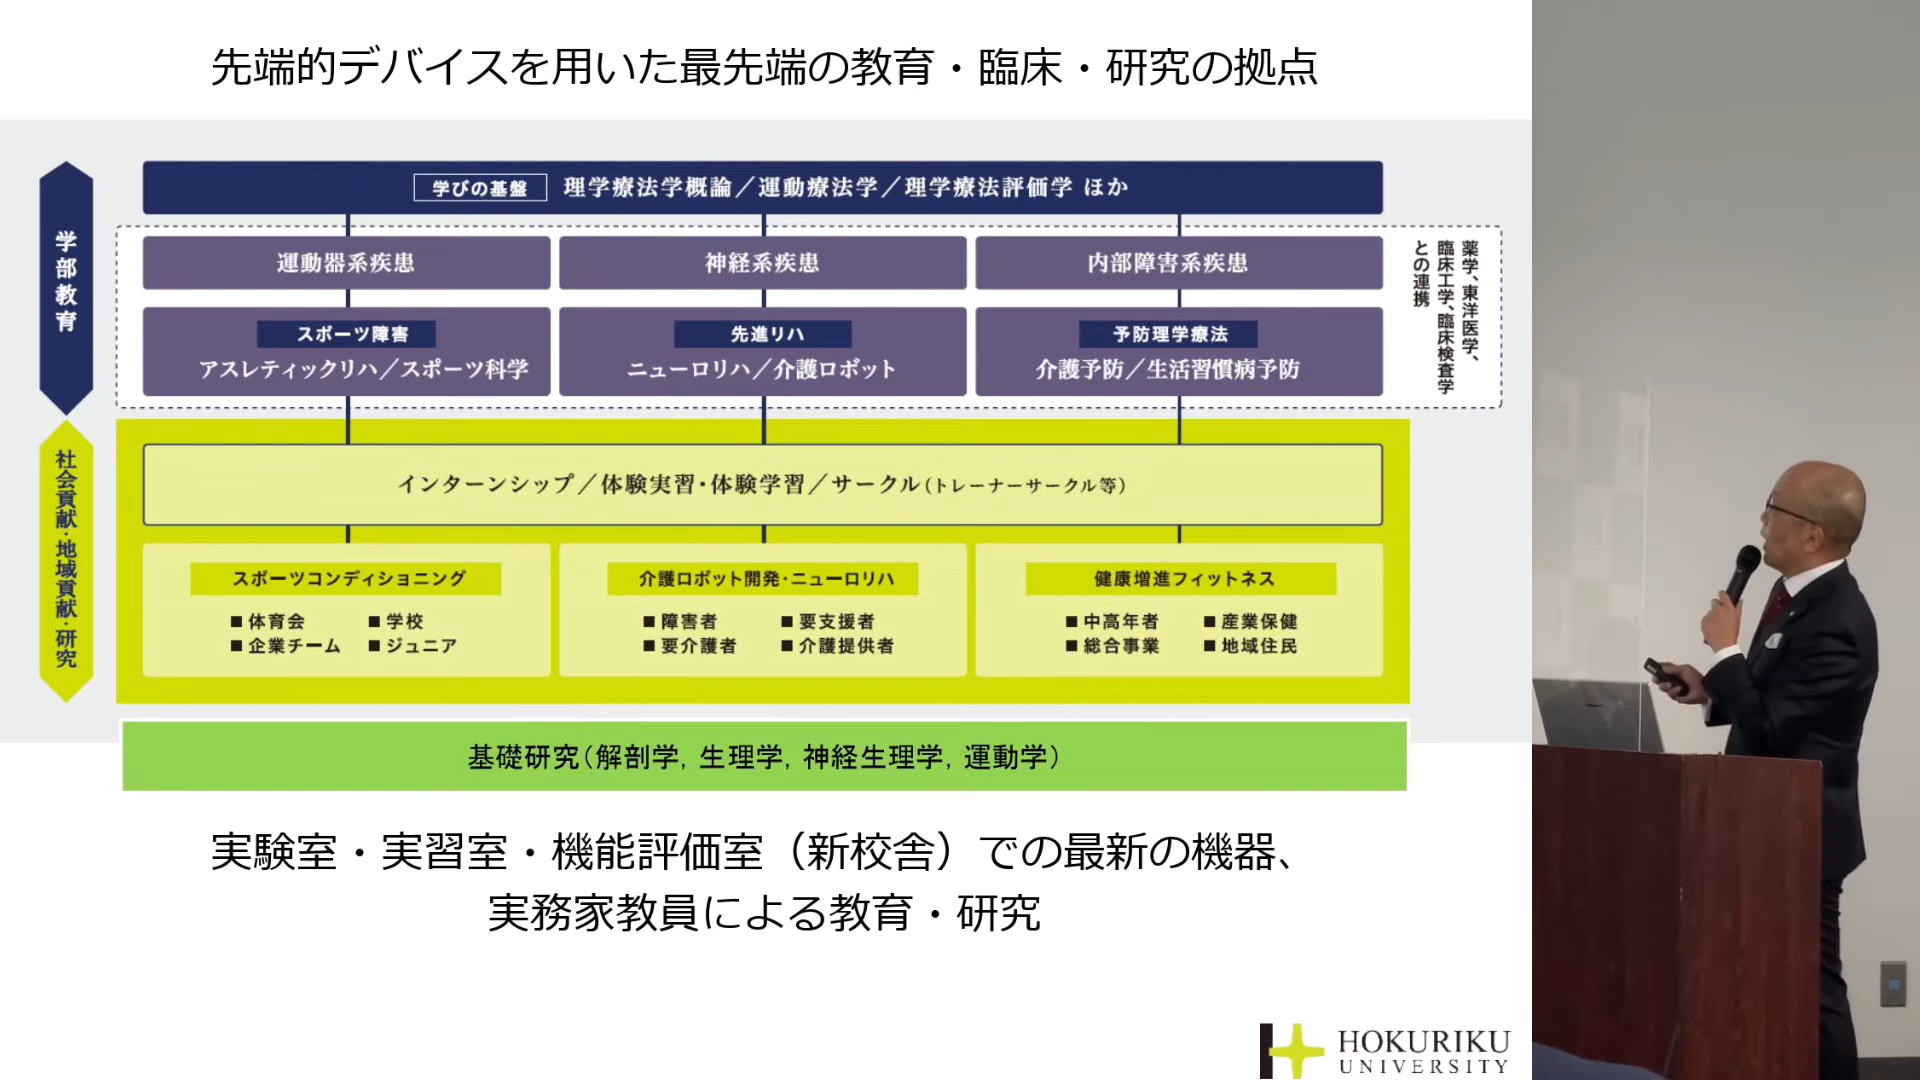 先端的デバイスを用いた最先端の教育・臨床・研究の拠点
学部教育
学びの基盤 理学療法学概論／運動療法学／理学療法評価学 ほか
運動器系疾患
神経系疾患
内部障害系疾患
スポーツ障害
アスレティックリハ／スポーツ科学
先進リハ
ニューロリハ／介護ロボット
予防理学療法
介護予防／生活習慣病予防
薬学、東洋医学、
臨床工学、臨床検査学
との連携
社会貢献・地域貢献・研究
インターンシップ／体験実習・体験学習／サークル（トレーナーサークル等）
スポーツコンディショニング
■体育会 ■学校
■企業チーム ■ジュニア
介護ロボット開発・ニューロリハ
■障害者 ■要支援者
■要介護者 ■介護提供者
健康増進フィットネス
■中高年者 ■産業保健
■総合事業 ■地域住民
基礎研究（解剖学，生理学，神経生理学，運動学）
実験室・実習室・機能評価室（新校舎）での最新の機器、
実務家教員による教育・研究
HOKURIKU
UNIVERSITY